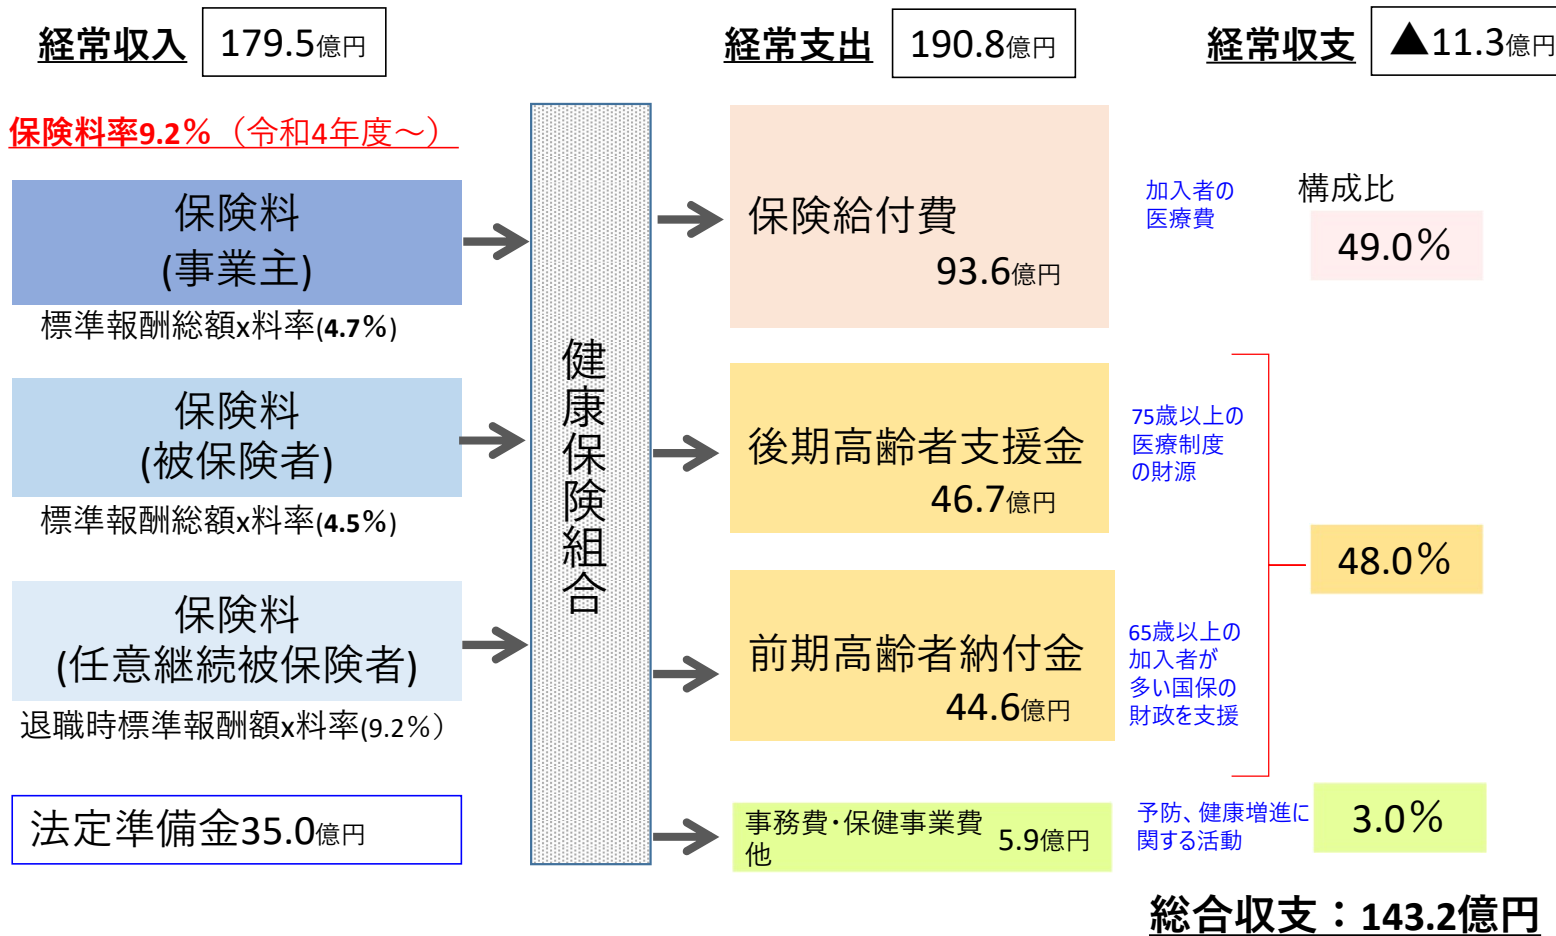 経常収入 179.5億円
経常支出 190.8億円
経常収支 ▲11.3億円
保険料率9.2%（令和4年度～）
保険料
(事業主)
標準報酬総額x料率(4.7%)
保険料
(被保険者)
標準報酬総額x料率(4.5%)
保険料
(任意継続被保険者)
退職時標準報酬額x料率(9.2%）
法定準備金35.0億円
健康保険組合
保険給付費
93.6億円
加入者の
医療費
構成比
49.0％
後期高齢者支援金
46.7億円
75歳以上の
医療制度
の財源
48.0％
前期高齢者納付金
44.6億円
65歳以上の
加入者が
多い国保の
財政を支援
事務費・保健事業費
他
5.9億円
予防、健康増進に
関する活動
3.0％
総合収支：143.2億円